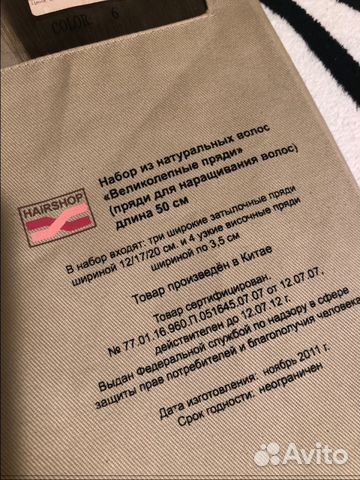 COLOR: 6
HAIRSHOP
Набор из натуральных волос
«Великолепные пряди»
(пряди для наращивания волос)
длина 50 см
В набор входят: три широкие затылочные пряди
шириной 12/17/20 см. и 4 узкие височные пряди
шириной по 3,5 см
Товар произведён в Китае
Товар сертифицирован.
№ 77.01.16.960.П.051645.07.07 от 12.07.07,
действителен до 12.07.12 г.
Выдан Федеральной службой по надзору в сфере
защиты прав потребителей и благополучия человека
Дата изготовления: ноябрь 2011 г.
Срок годности: неограничен
Avito